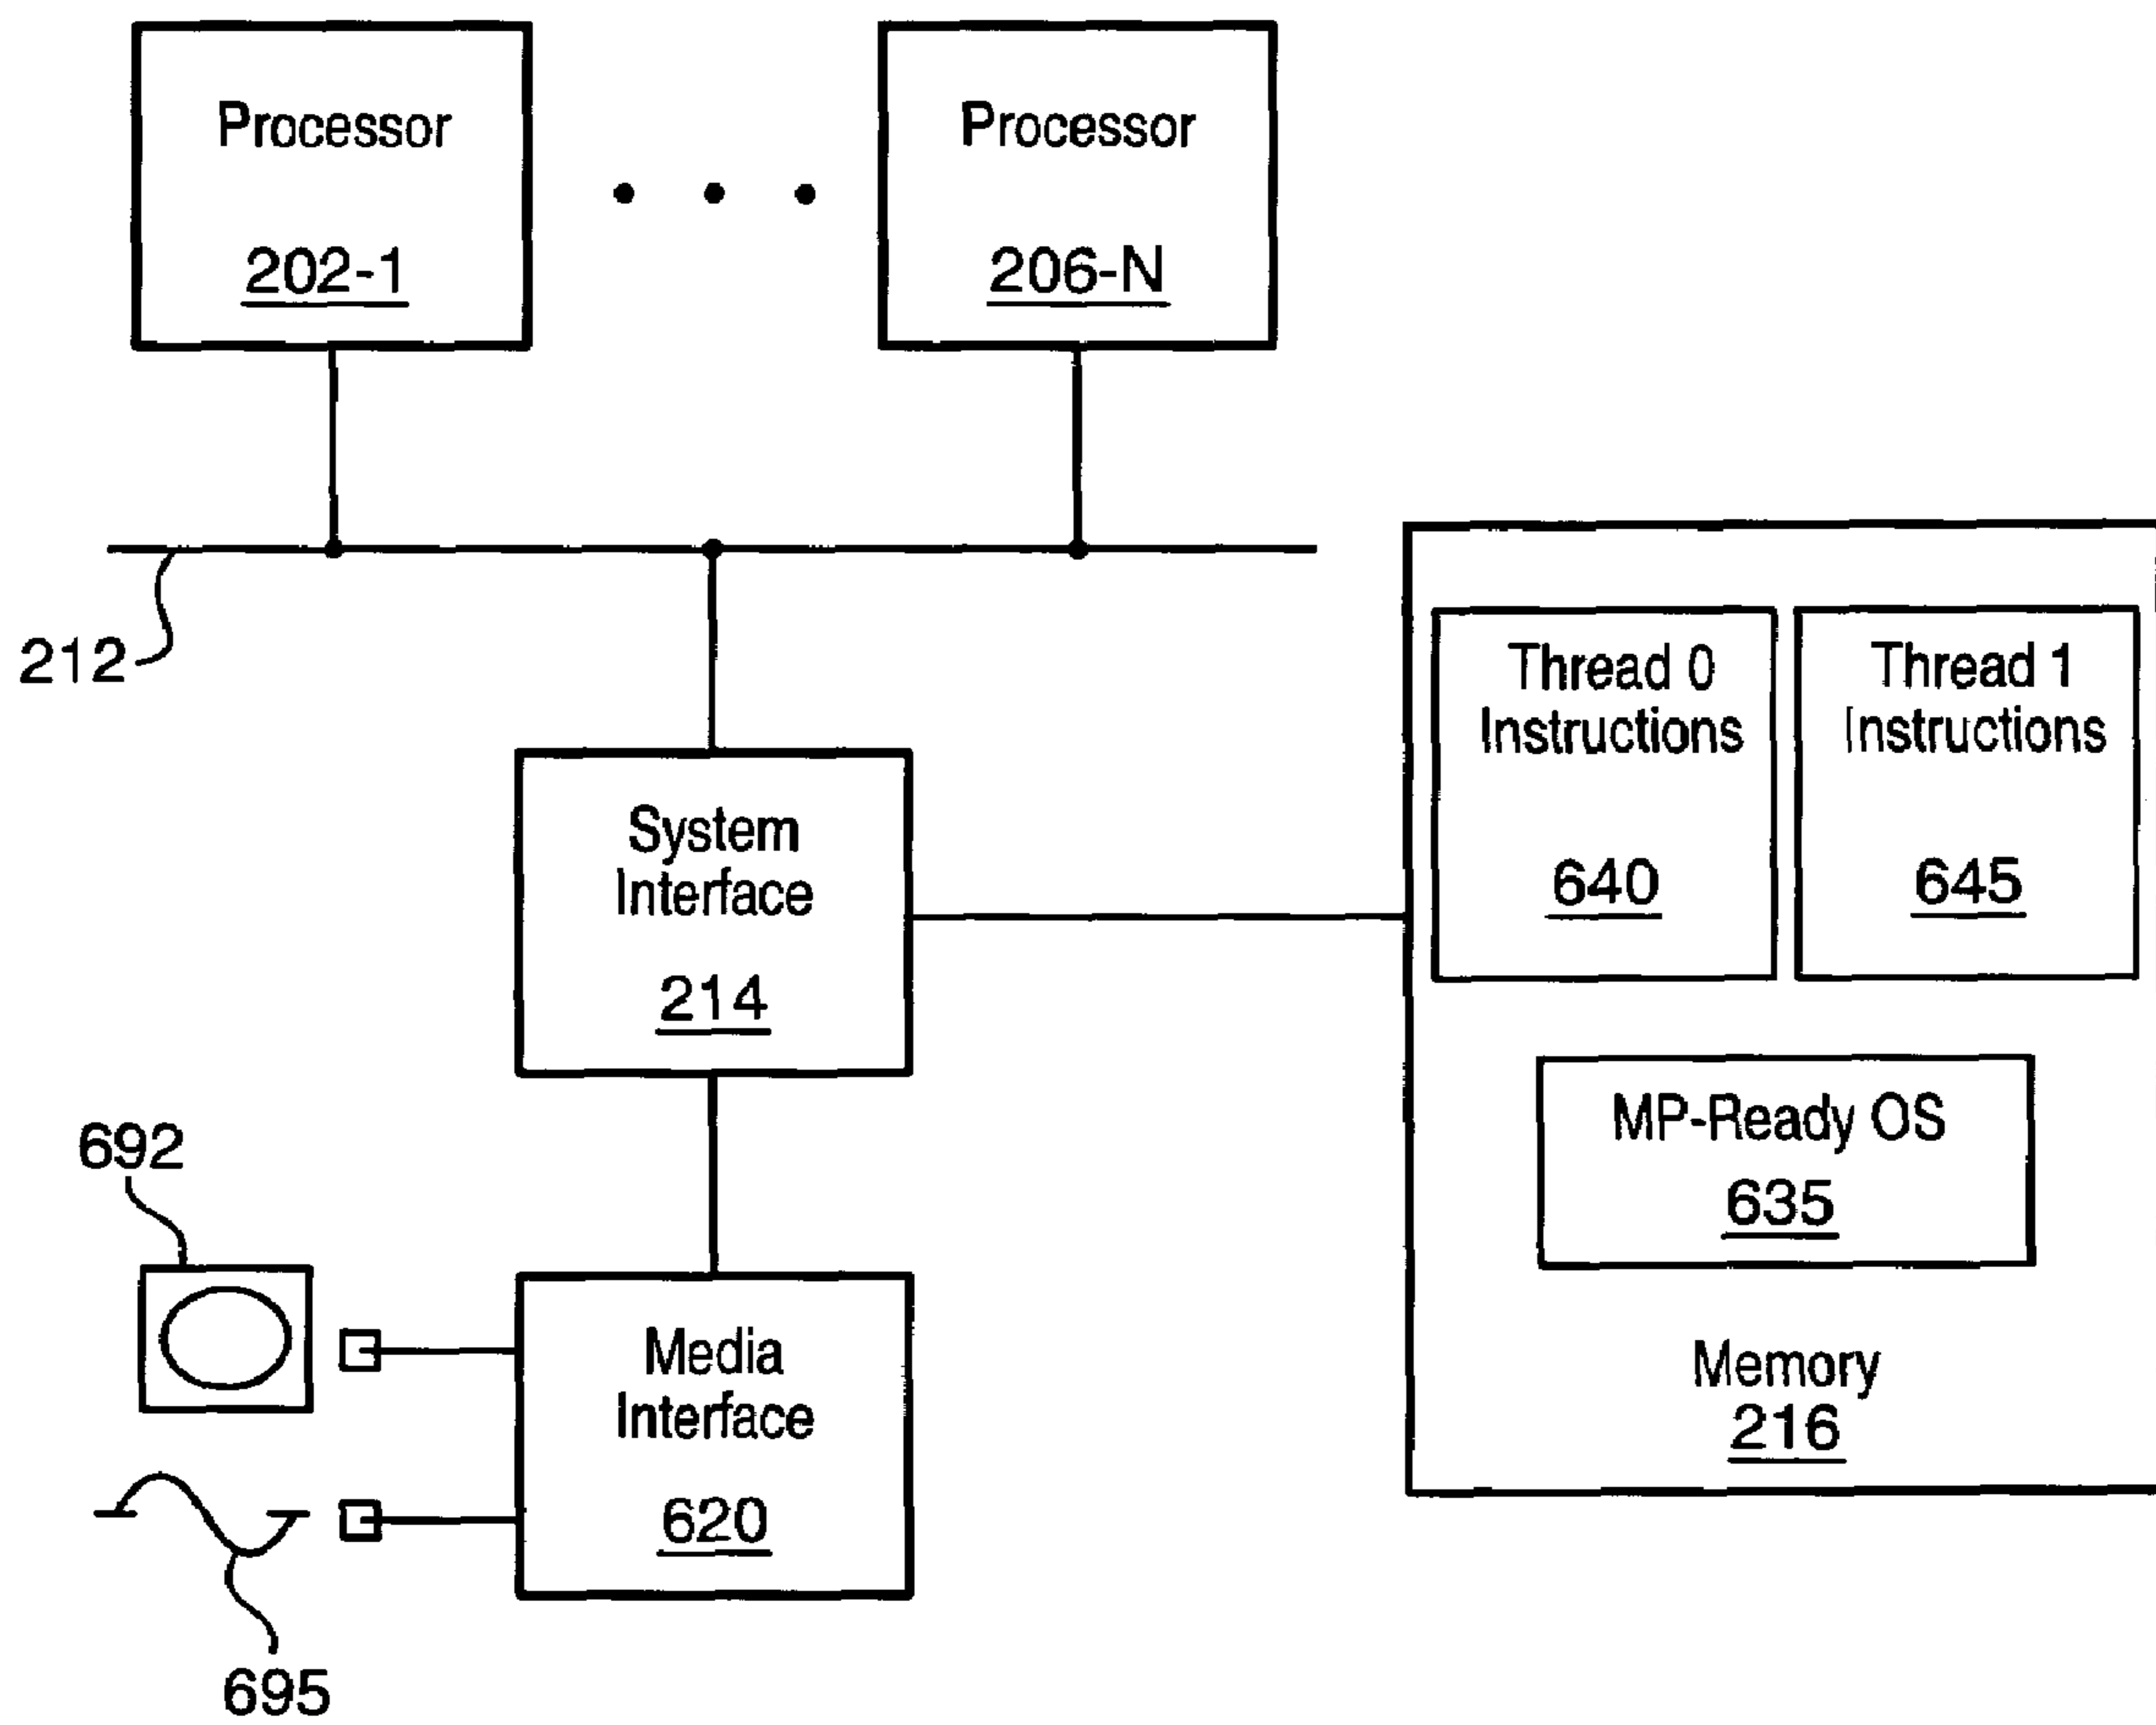 Processor
202-1
Processor
206-N
212
Thread 0
Instructions
640
Thread 1
Instructions
645
System
Interface
214
MP-Ready OS
635
692
Memory
216
Media
Interface
620
695